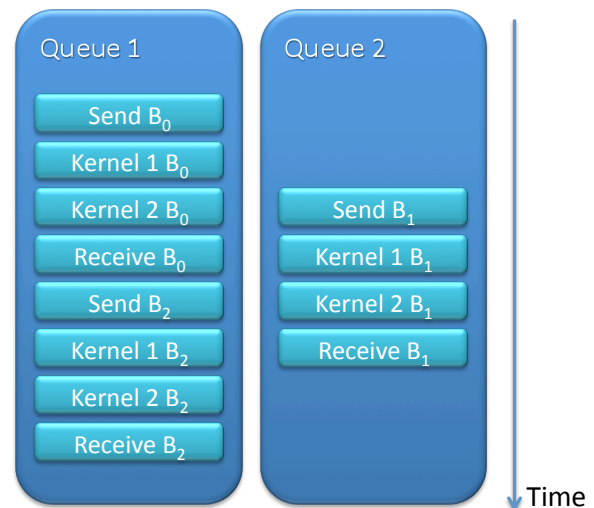 Queue 1
Send B₀
Kernel 1 B₀
Kernel 2 B₀
Receive B₀
Send B₂
Kernel 1 B₂
Kernel 2 B₂
Receive B₂
Queue 2
Send B₁
Kernel 1 B₁
Kernel 2 B₁
Receive B₁
Time